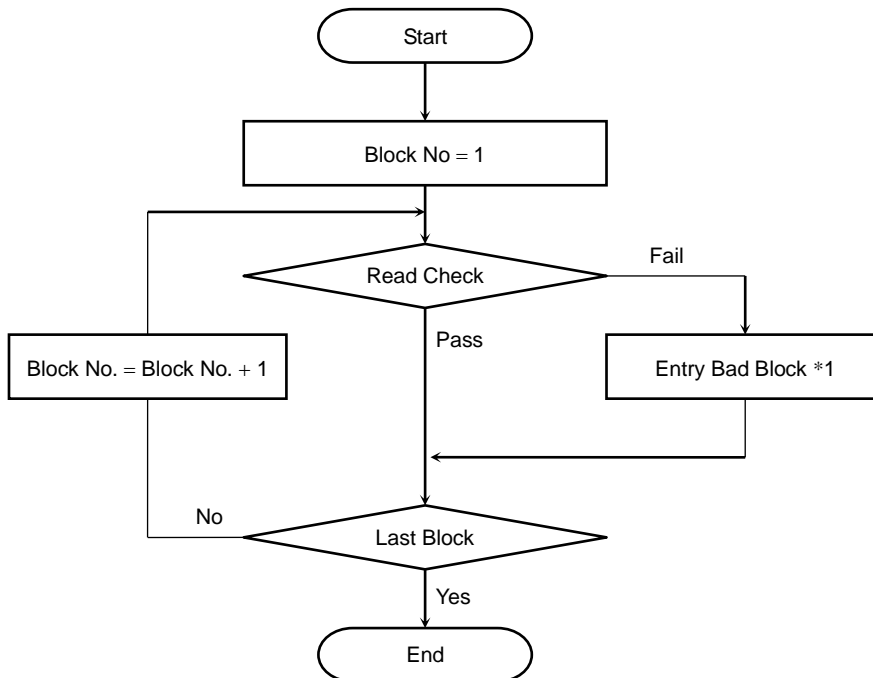 Start
Block No = 1
Read Check
Fail
Pass
Block No. = Block No. + 1
Entry Bad Block *1
No
Last Block
Yes
End